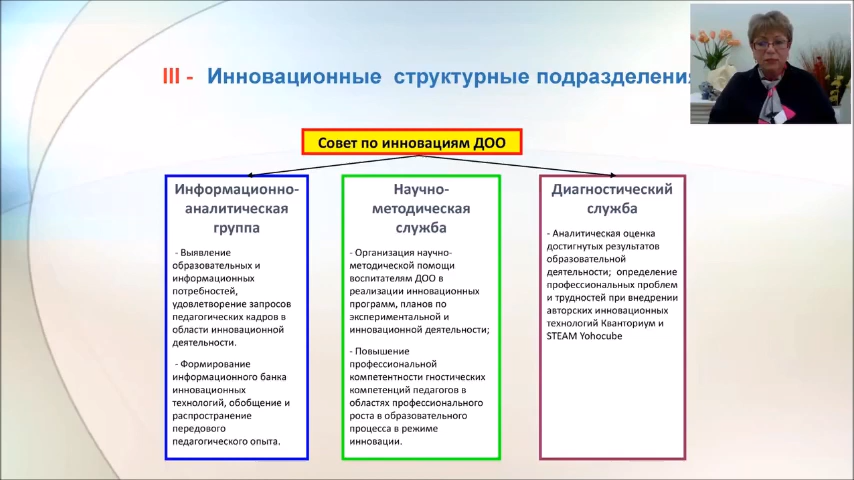 III - Инновационные структурные подразделения
Совет по инновациям ДОО
Информационно-
аналитическая
группа
- Выявление
образовательных и
информационных
потребностей,
удовлетворение запросов
педагогических кадров в
области инновационной
деятельности.
- Формирование
информационного банка
инновационных
технологий, обобщение и
распространение
передового
педагогического опыта.
Научно-
методическая
служба
- Организация научно-
методической помощи
воспитателям ДОО в
реализации инновационных
программ, планов по
экспериментальной и
инновационной деятельности;
- Повышение
профессиональной
компетентности гностических
компетенций педагогов в
областях профессионального
роста в образовательного
процесса в режиме
инновации.
Диагностический
служба
- Аналитическая оценка
достигнутых результатов
образовательной
деятельности; определение
профессиональных проблем
и трудностей при внедрении
авторских инновационных
технологий Кванториум и
STEAM Yohocube